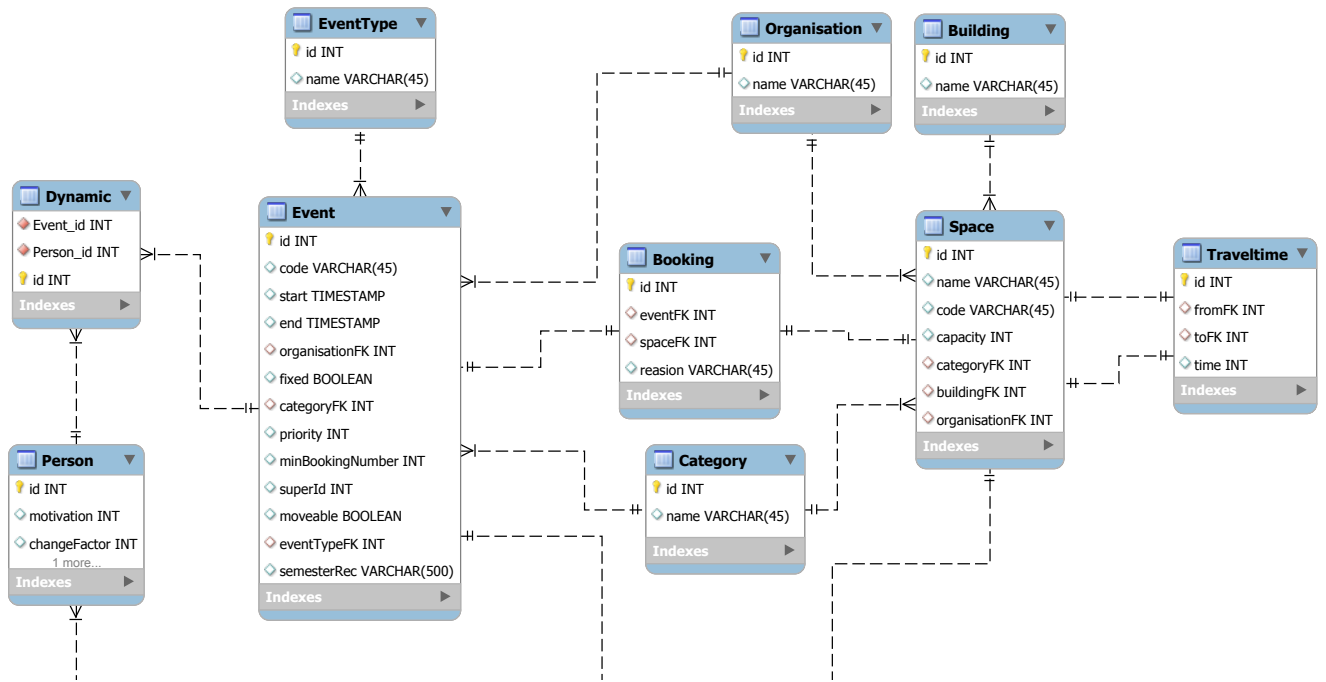 EventType
id INT
name VARCHAR(45)
Indexes
Organisation
id INT
name VARCHAR(45)
Indexes
Building
id INT
name VARCHAR(45)
Indexes
Dynamic
Event_id INT
Person_id INT
id INT
Indexes
Event
id INT
code VARCHAR(45)
start TIMESTAMP
end TIMESTAMP
organisationFK INT
fixed BOOLEAN
categoryFK INT
priority INT
minBookingNumber INT
superId INT
moveable BOOLEAN
eventTypeFK INT
semesterRec VARCHAR(500)
Indexes
Booking
id INT
eventFK INT
spaceFK INT
reasion VARCHAR(45)
Indexes
Space
id INT
name VARCHAR(45)
code VARCHAR(45)
capacity INT
categoryFK INT
buildingFK INT
organisationFK INT
Indexes
Traveltime
id INT
fromFK INT
toFK INT
time INT
Indexes
Person
id INT
motivation INT
changeFactor INT
1 more...
Indexes
Category
id INT
name VARCHAR(45)
Indexes